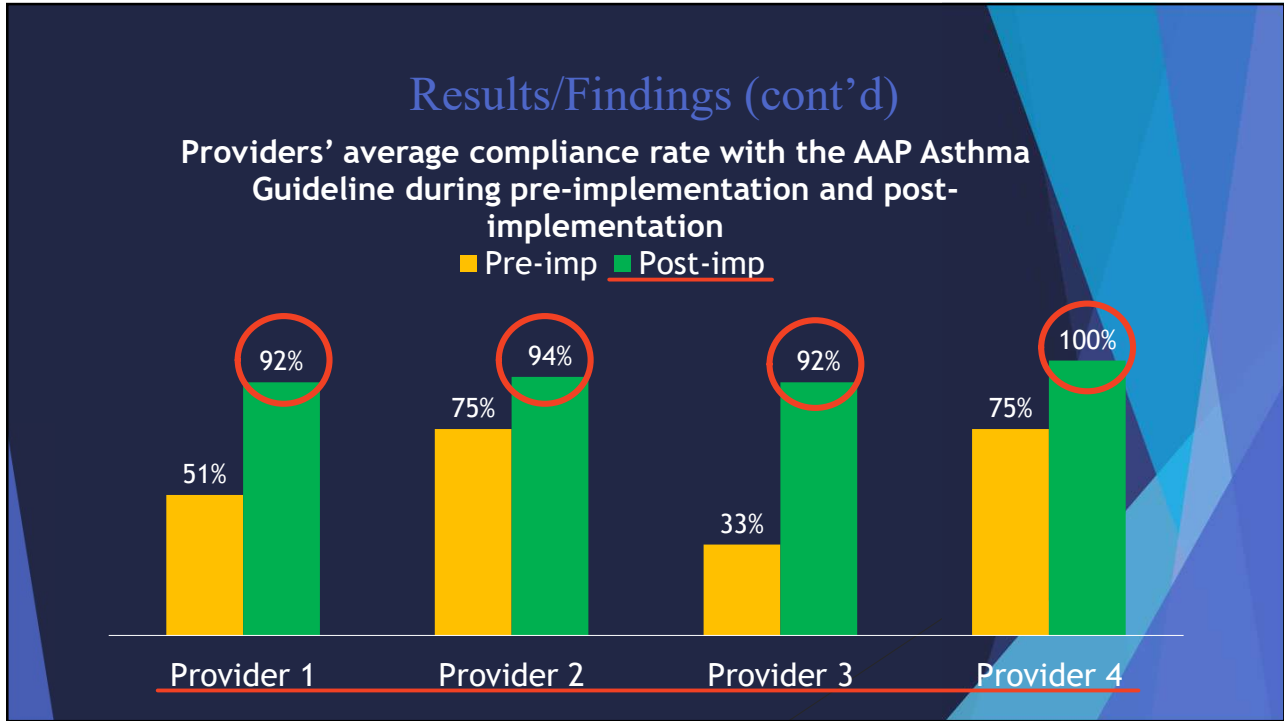 Results/Findings (cont’d)
Providers’ average compliance rate with the AAP Asthma
Guideline during pre-implementation and post-
implementation
Pre-imp Post-imp
92% 94% 92% 100%
51% 75% 33% 75%
Provider 1 Provider 2 Provider 3 Provider 4